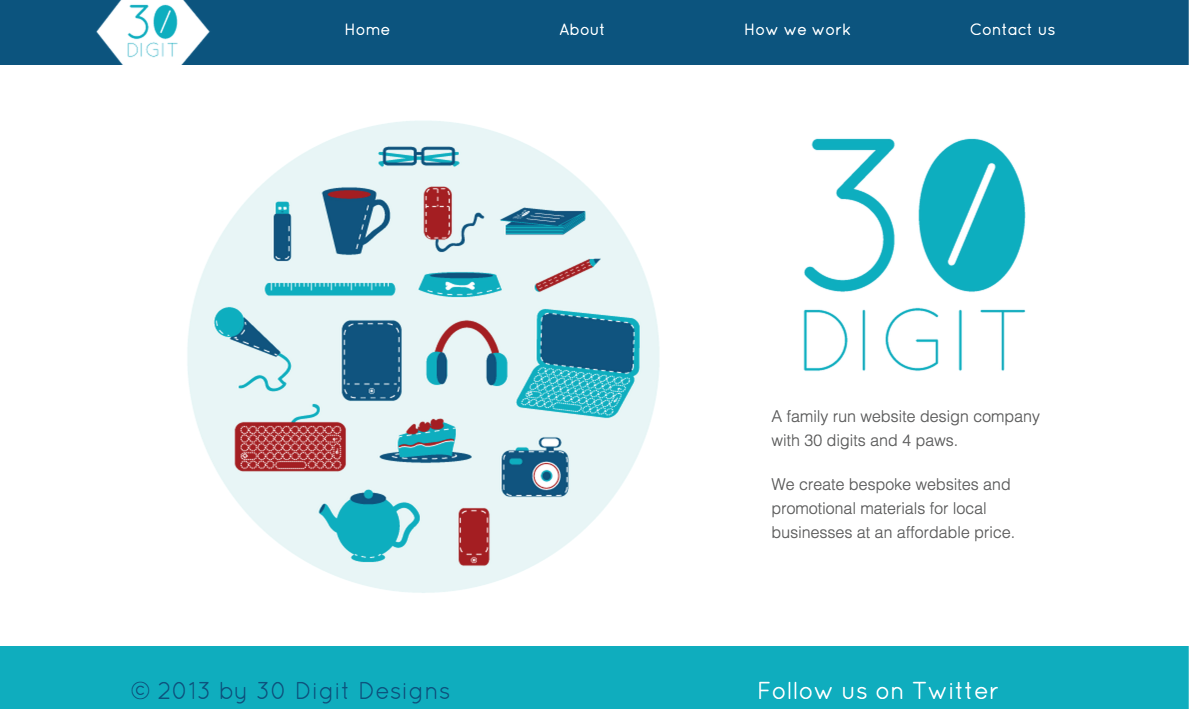 30
DIGIT
Home
About
How we work
Contact us
30
DIGIT
A family run website design company
with 30 digits and 4 paws.
We create bespoke websites and
promotional materials for local
businesses at an affordable price.
© 2013 by 30 Digit Designs
Follow us on Twitter